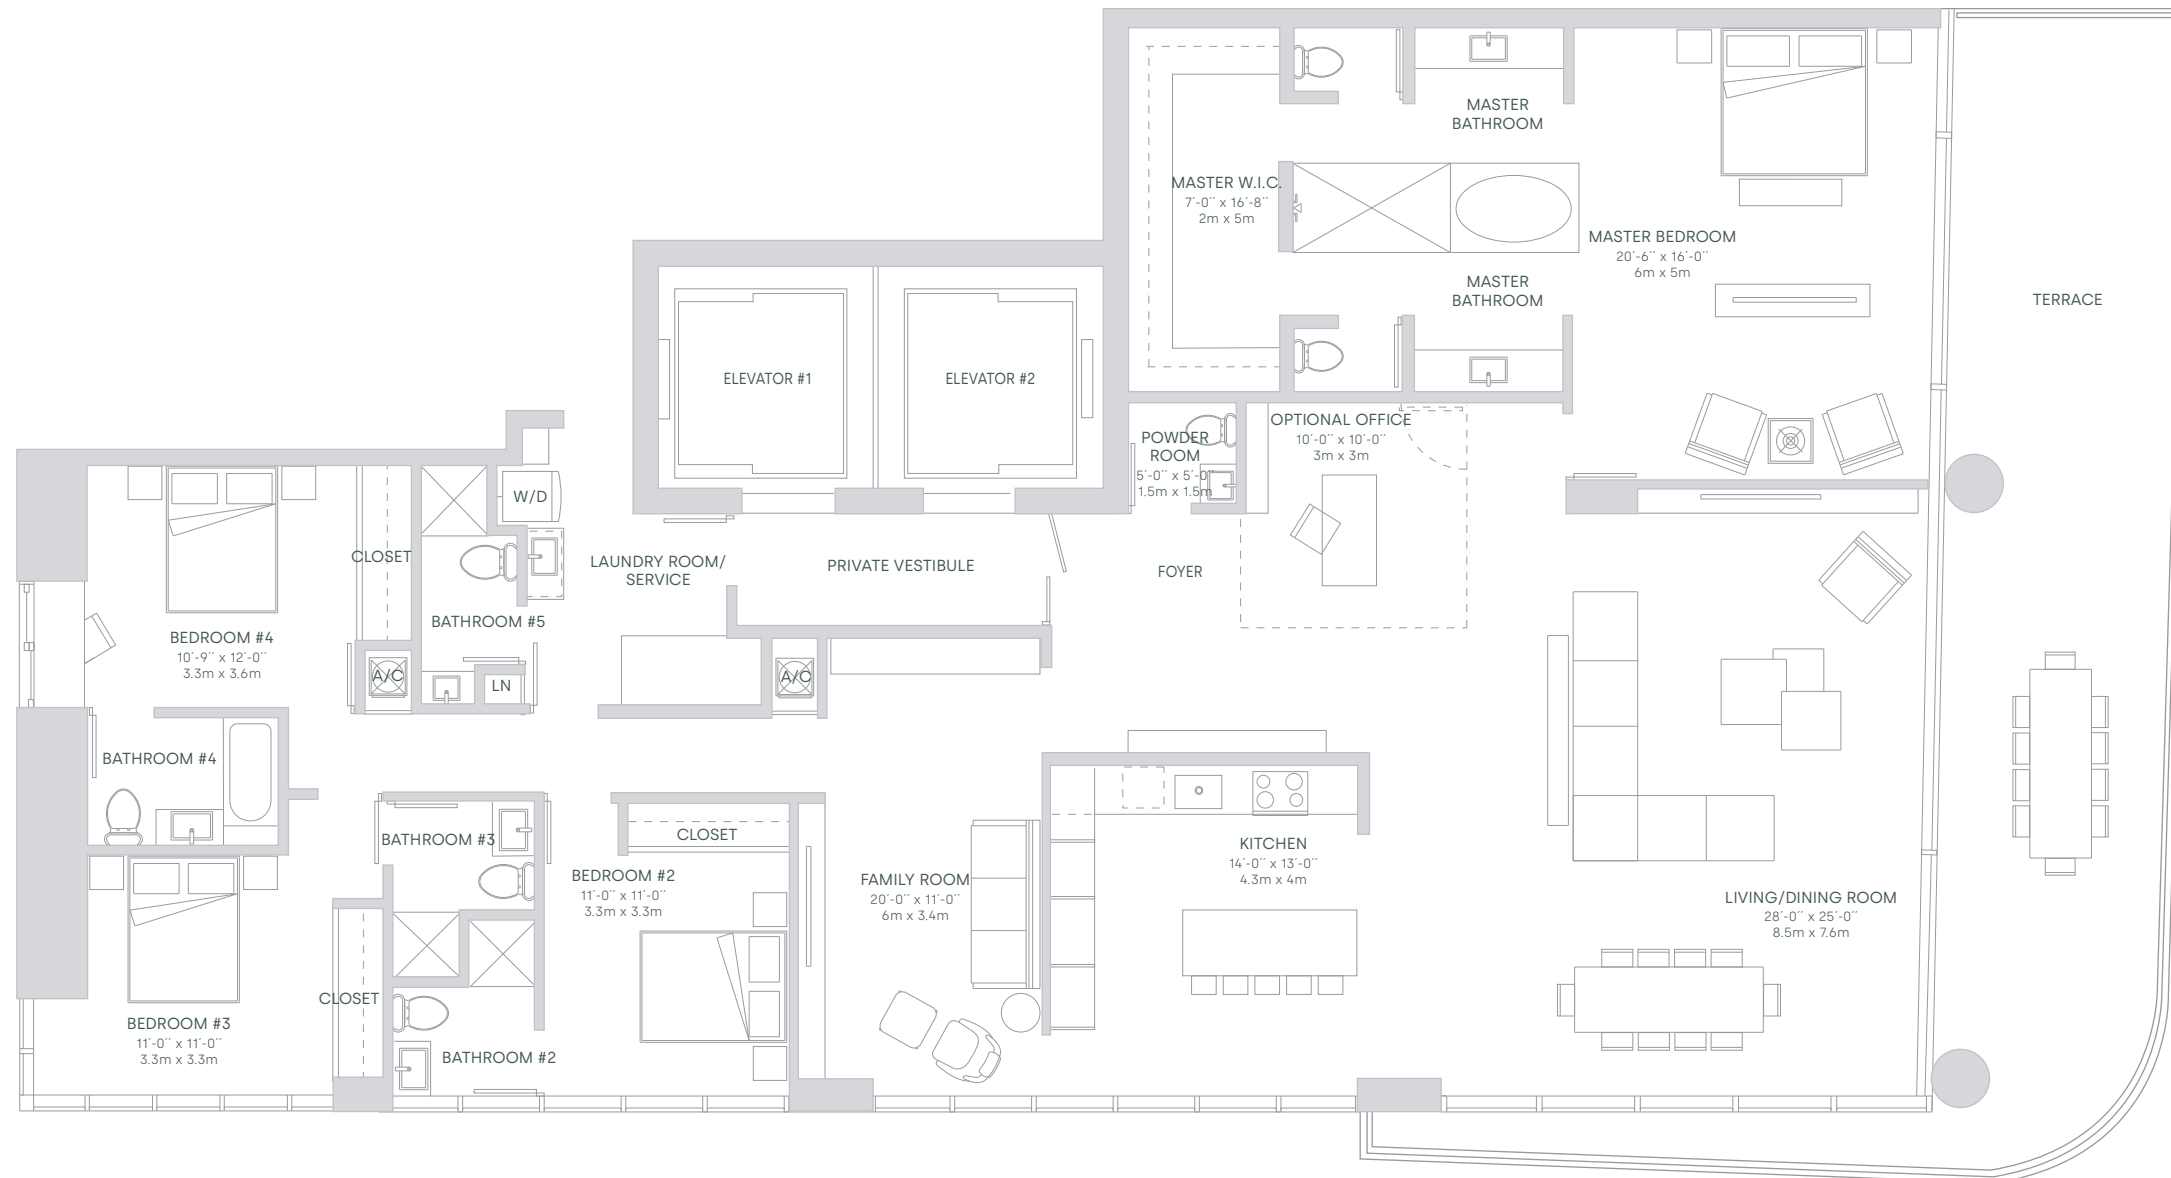 MASTER
BATHROOM
MASTER W.I.C.
7´-0´´ x 16´-8´´
2m x 5m
MASTER BEDROOM
20´-6´´ x 16´-0´´
6m x 5m
MASTER
BATHROOM
TERRACE
ELEVATOR #1
ELEVATOR #2
OPTIONAL OFFICE
10´-0´´ x 10´-0´´
3m x 3m
POWDER
ROOM
5´-0´´ x 5´-0´´
1.5m x 1.5m
W/D
CLOSET
LAUNDRY ROOM/
SERVICE
PRIVATE VESTIBULE
FOYER
BATHROOM #5
BEDROOM #4
10´-9´´ x 12´-0´´
3.3m x 3.6m
A/C
LN
A/C
BATHROOM #4
BATHROOM #3
CLOSET
KITCHEN
14´-0´´ x 13´-0´´
4.3m x 4m
BEDROOM #2
11´-0´´ x 11´-0´´
3.3m x 3.3m
FAMILY ROOM
20´-0´´ x 11´-0´´
6m x 3.4m
LIVING/DINING ROOM
28´-0´´ x 25´-0´´
8.5m x 7.6m
CLOSET
BEDROOM #3
11´-0´´ x 11´-0´´
3.3m x 3.3m
BATHROOM #2